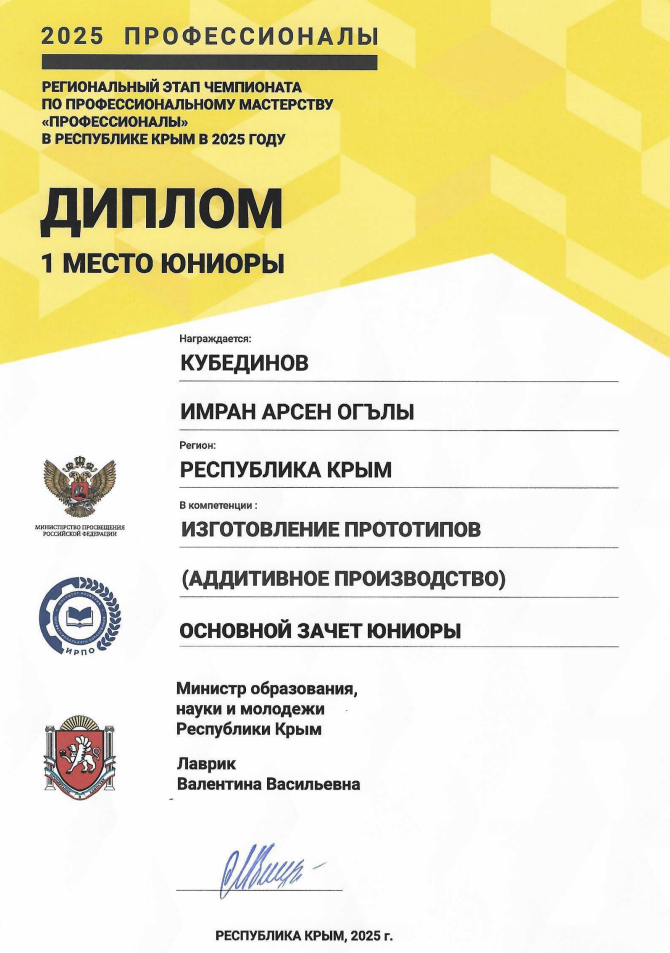 2025 ПРОФЕССИОНАЛЫ
РЕГИОНАЛЬНЫЙ ЭТАП ЧЕМПИОНАТА
ПО ПРОФЕССИОНАЛЬНОМУ МАСТЕРСТВУ
«ПРОФЕССИОНАЛЫ»
В РЕСПУБЛИКЕ КРЫМ В 2025 ГОДУ
ДИПЛОМ
1 МЕСТО ЮНИОРЫ
Награждается:
КУБЕДИНОВ
ИМРАН АРСЕН ОГЪЛЫ
Регион:
РЕСПУБЛИКА КРЫМ
В компетенции :
ИЗГОТОВЛЕНИЕ ПРОТОТИПОВ
(АДДИТИВНОЕ ПРОИЗВОДСТВО)
ОСНОВНОЙ ЗАЧЕТ ЮНИОРЫ
МИНИСТЕРСТВО ПРОСВЕЩЕНИЯ
РОССИЙСКОЙ ФЕДЕРАЦИИ
ИРПО
Министр образования,
науки и молодежи
Республики Крым
Лаврик
Валентина Васильевна
РЕСПУБЛИКА КРЫМ, 2025 г.